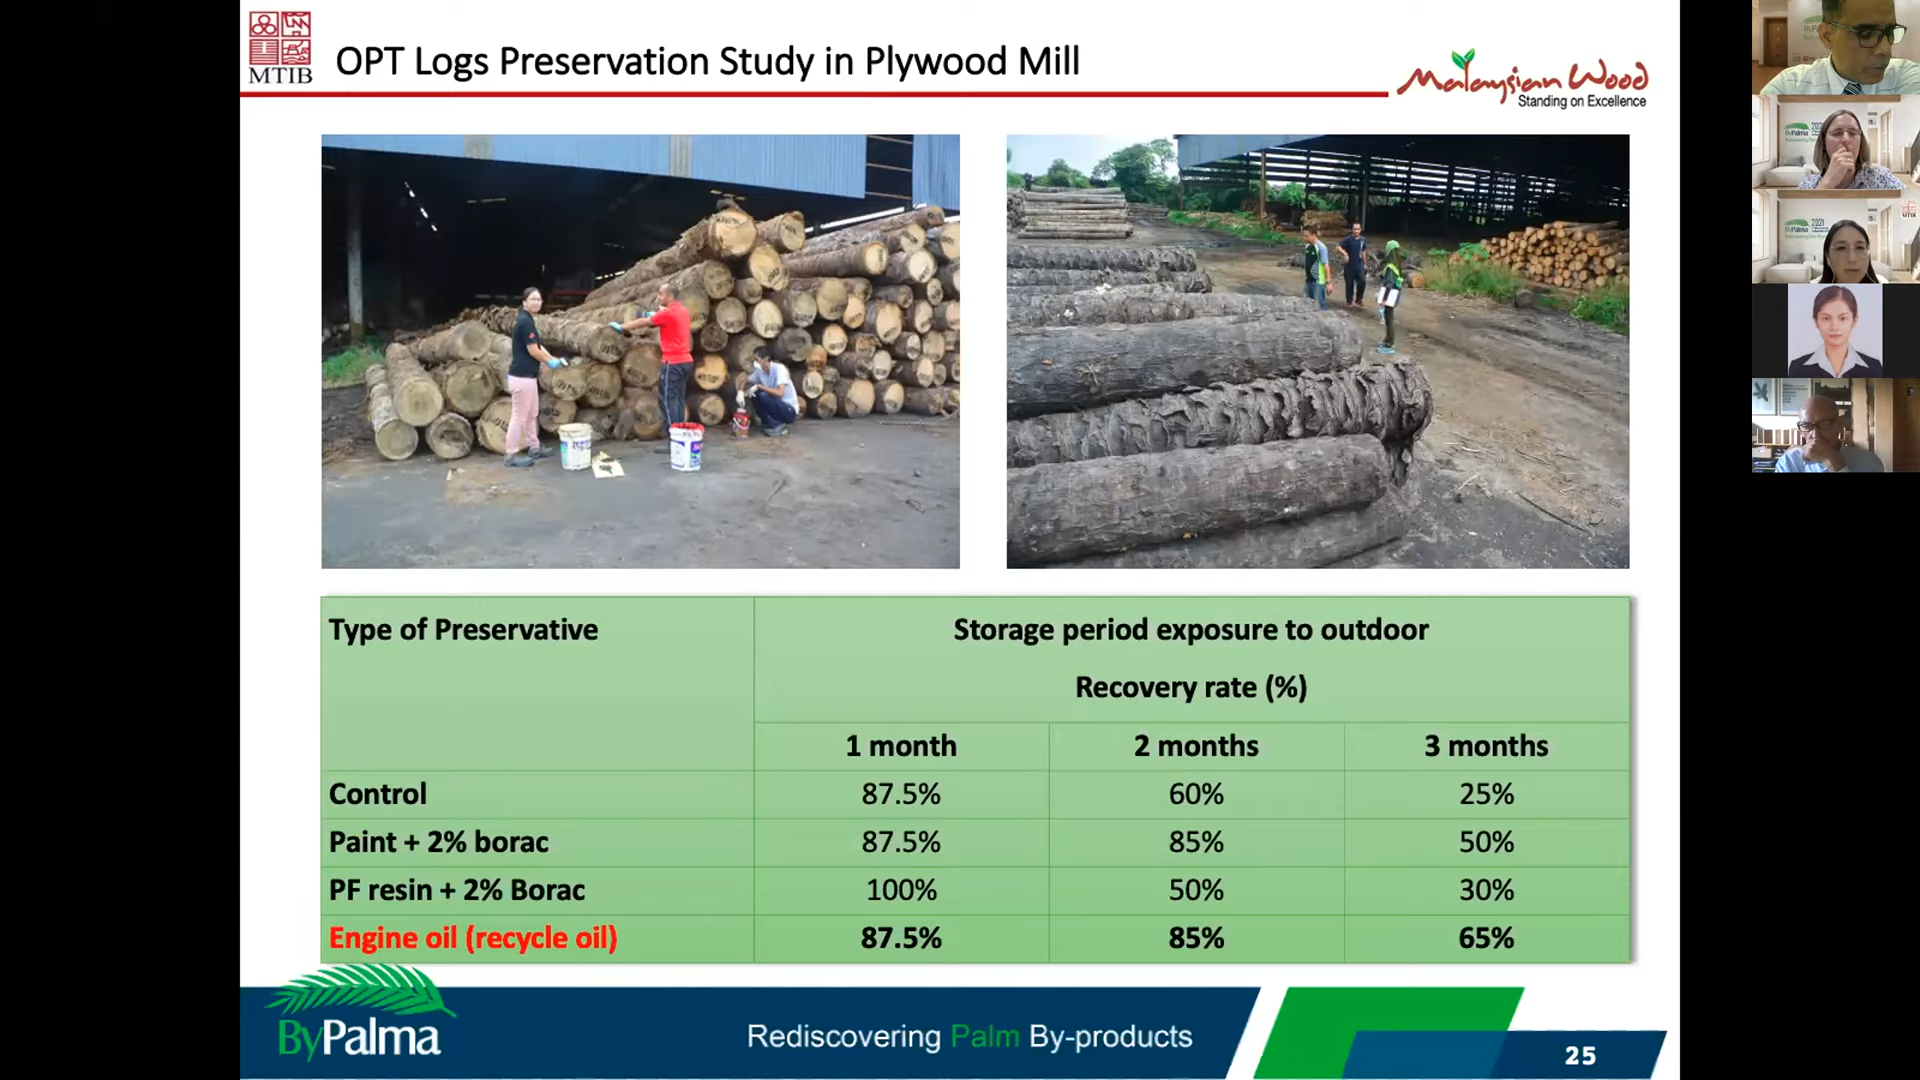 MTIB
OPT Logs Preservation Study in Plywood Mill
Malaysian Wood
Standing on Excellence
Type of Preservative
Storage period exposure to outdoor
Recovery rate (%)
1 month 2 months 3 months
Control 87.5% 60% 25%
Paint + 2% borac 87.5% 85% 50%
PF resin + 2% Borac 100% 50% 30%
Engine oil (recycle oil) 87.5% 85% 65%
ByPalma
Rediscovering Palm By-products
25
ByPalma
ByPalma 2021